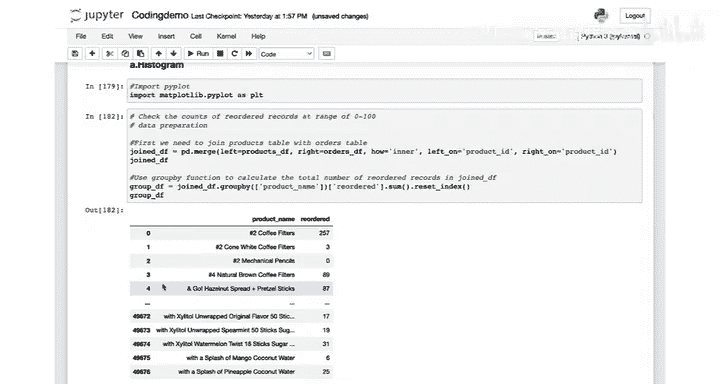 jupyter Codingdemo Last Checkpoint: Yesterday at 1:57 PM (unsaved changes) Logout
File Edit View Insert Cell Kernel Help
Run Code
a.Histogram
In [179]: #Import pyplot
import matplotlib.pyplot as plt
In [182]: # Check the counts of reordered records at range of 0-100
# data preparation
#First we need to join products table with orders table
joined_df = pd.merge(left=products_df, right=orders_df, how='inner', left_on='product_id', right_on='product_id')
joined_df
#Use groupby function to calculate the total number of reordered records in joined_df
group_df = joined_df.groupby(['product_name'])['reordered'].sum().reset_index()
group_df
Out[182]:
product_name reordered
0 #2 Coffee Filters 257
1 #2 Cone White Coffee Filters 3
2 #2 Mechanical Pencils 0
3 #4 Natural Brown Coffee Filters 89
4 & Go! Hazelnut Spread + Pretzel Sticks 87
... ... ...
49672 with Xylitol Unwrapped Original Flavor 50 Stic... 17
49673 with Xylitol Unwrapped Spearmint 50 Sticks Sug... 19
49674 with Xylitol Watermelon Twist 18 Sticks Sugar ... 31
49675 with a Splash of Mango Coconut Water 6
49676 with a Splash of Pineapple Coconut Water 25